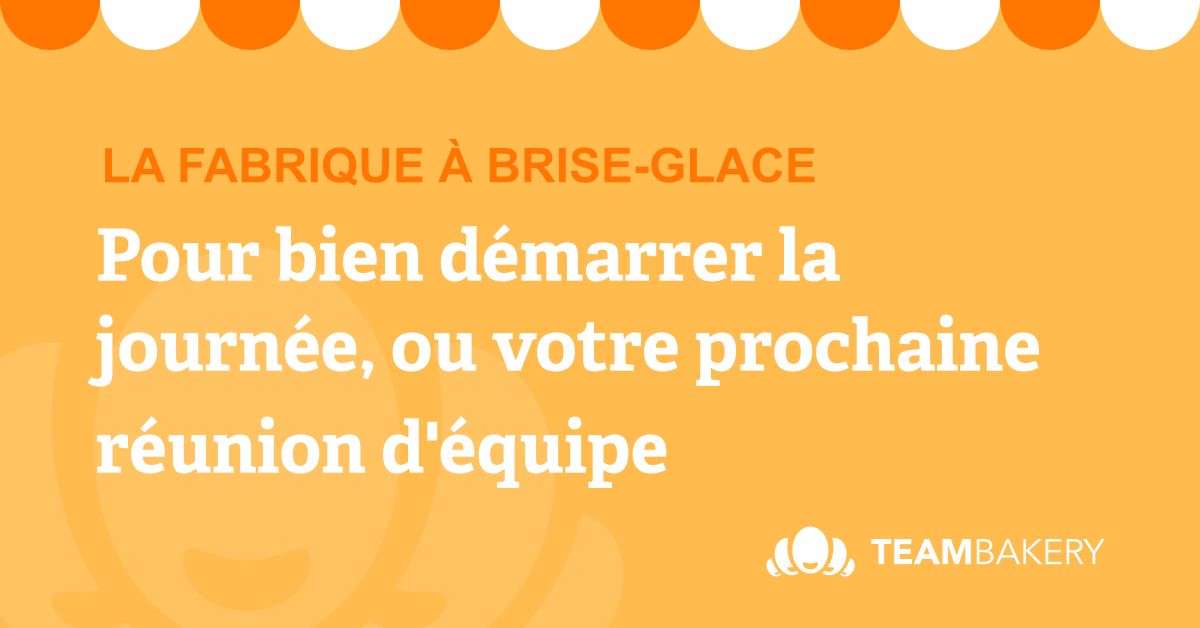 LA FABRIQUE À BRISE-GLACE
Pour bien démarrer la
journée, ou votre prochaine
réunion d'équipe
TEAMBAKERY